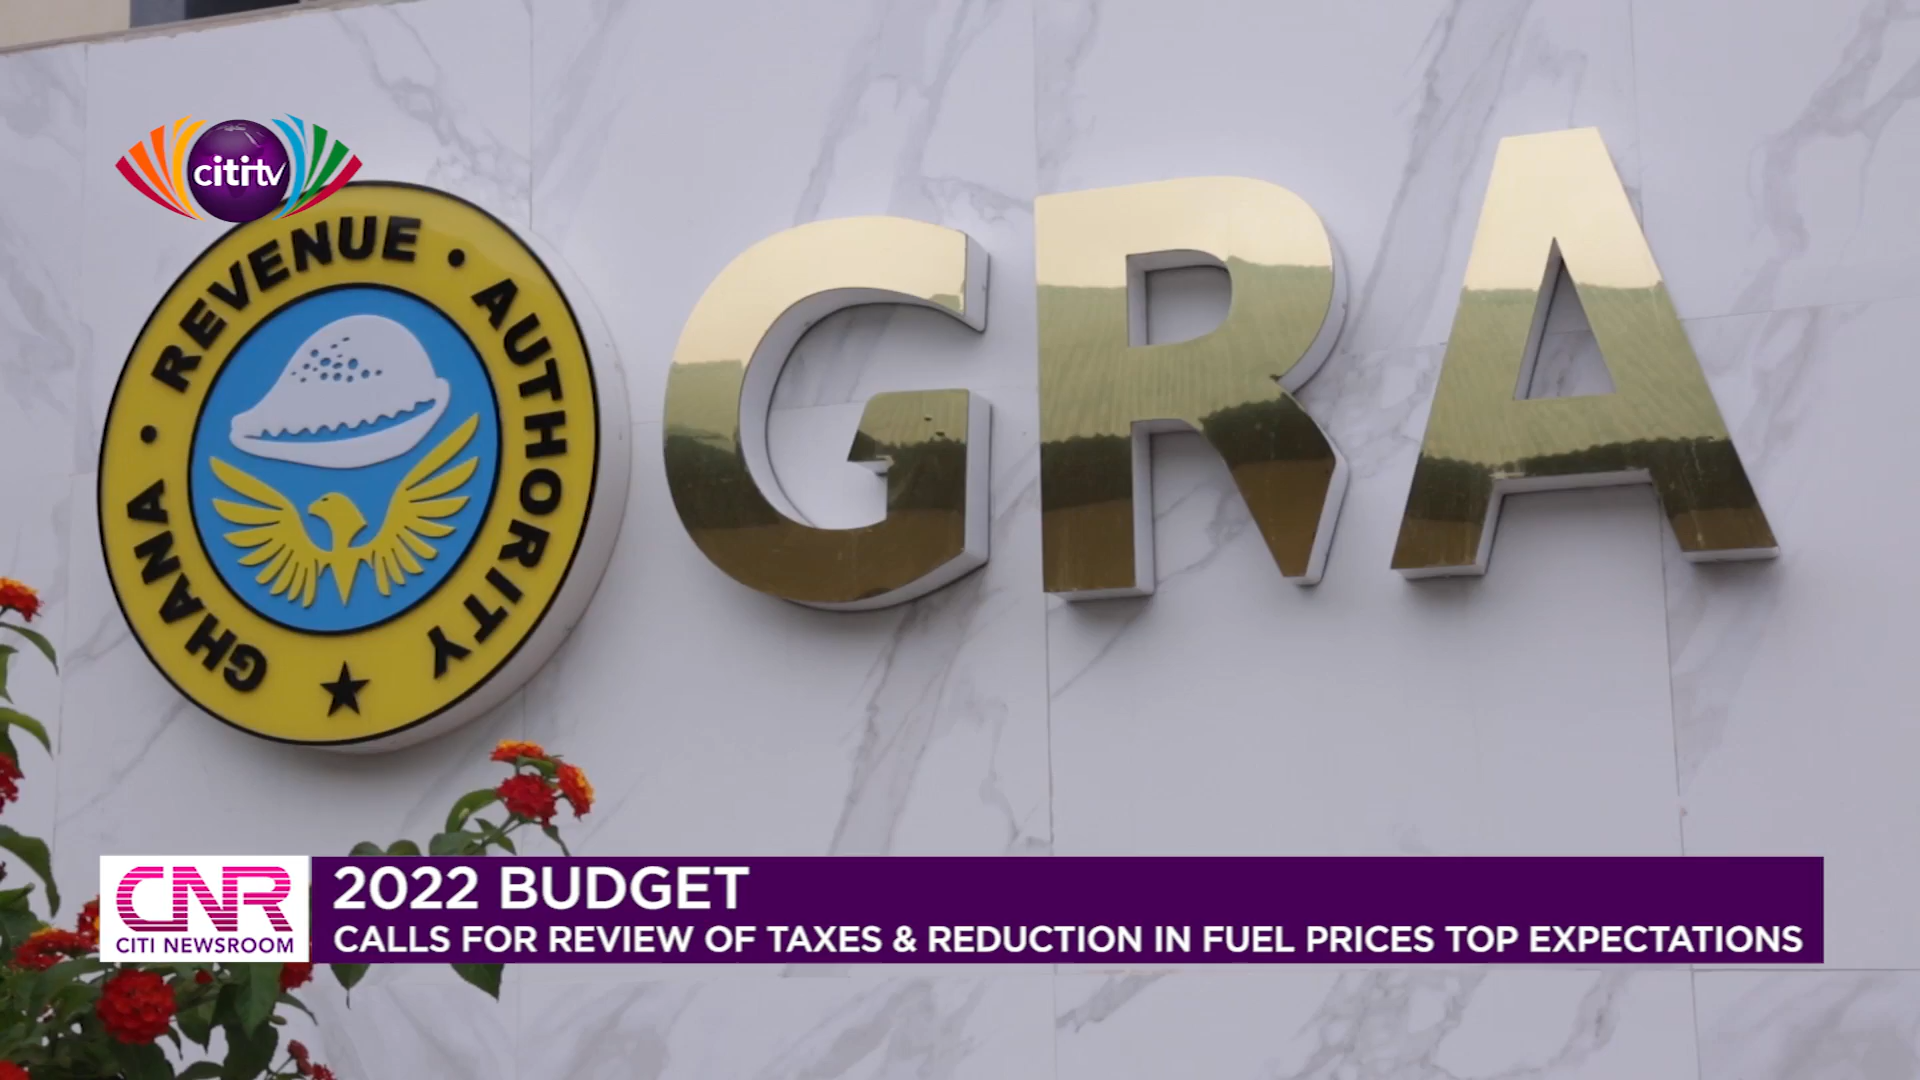 citi tv
GHANA • REVENUE • AUTHORITY
GRA
CNR
CITI NEWSROOM
2022 BUDGET
CALLS FOR REVIEW OF TAXES & REDUCTION IN FUEL PRICES TOP EXPECTATIONS